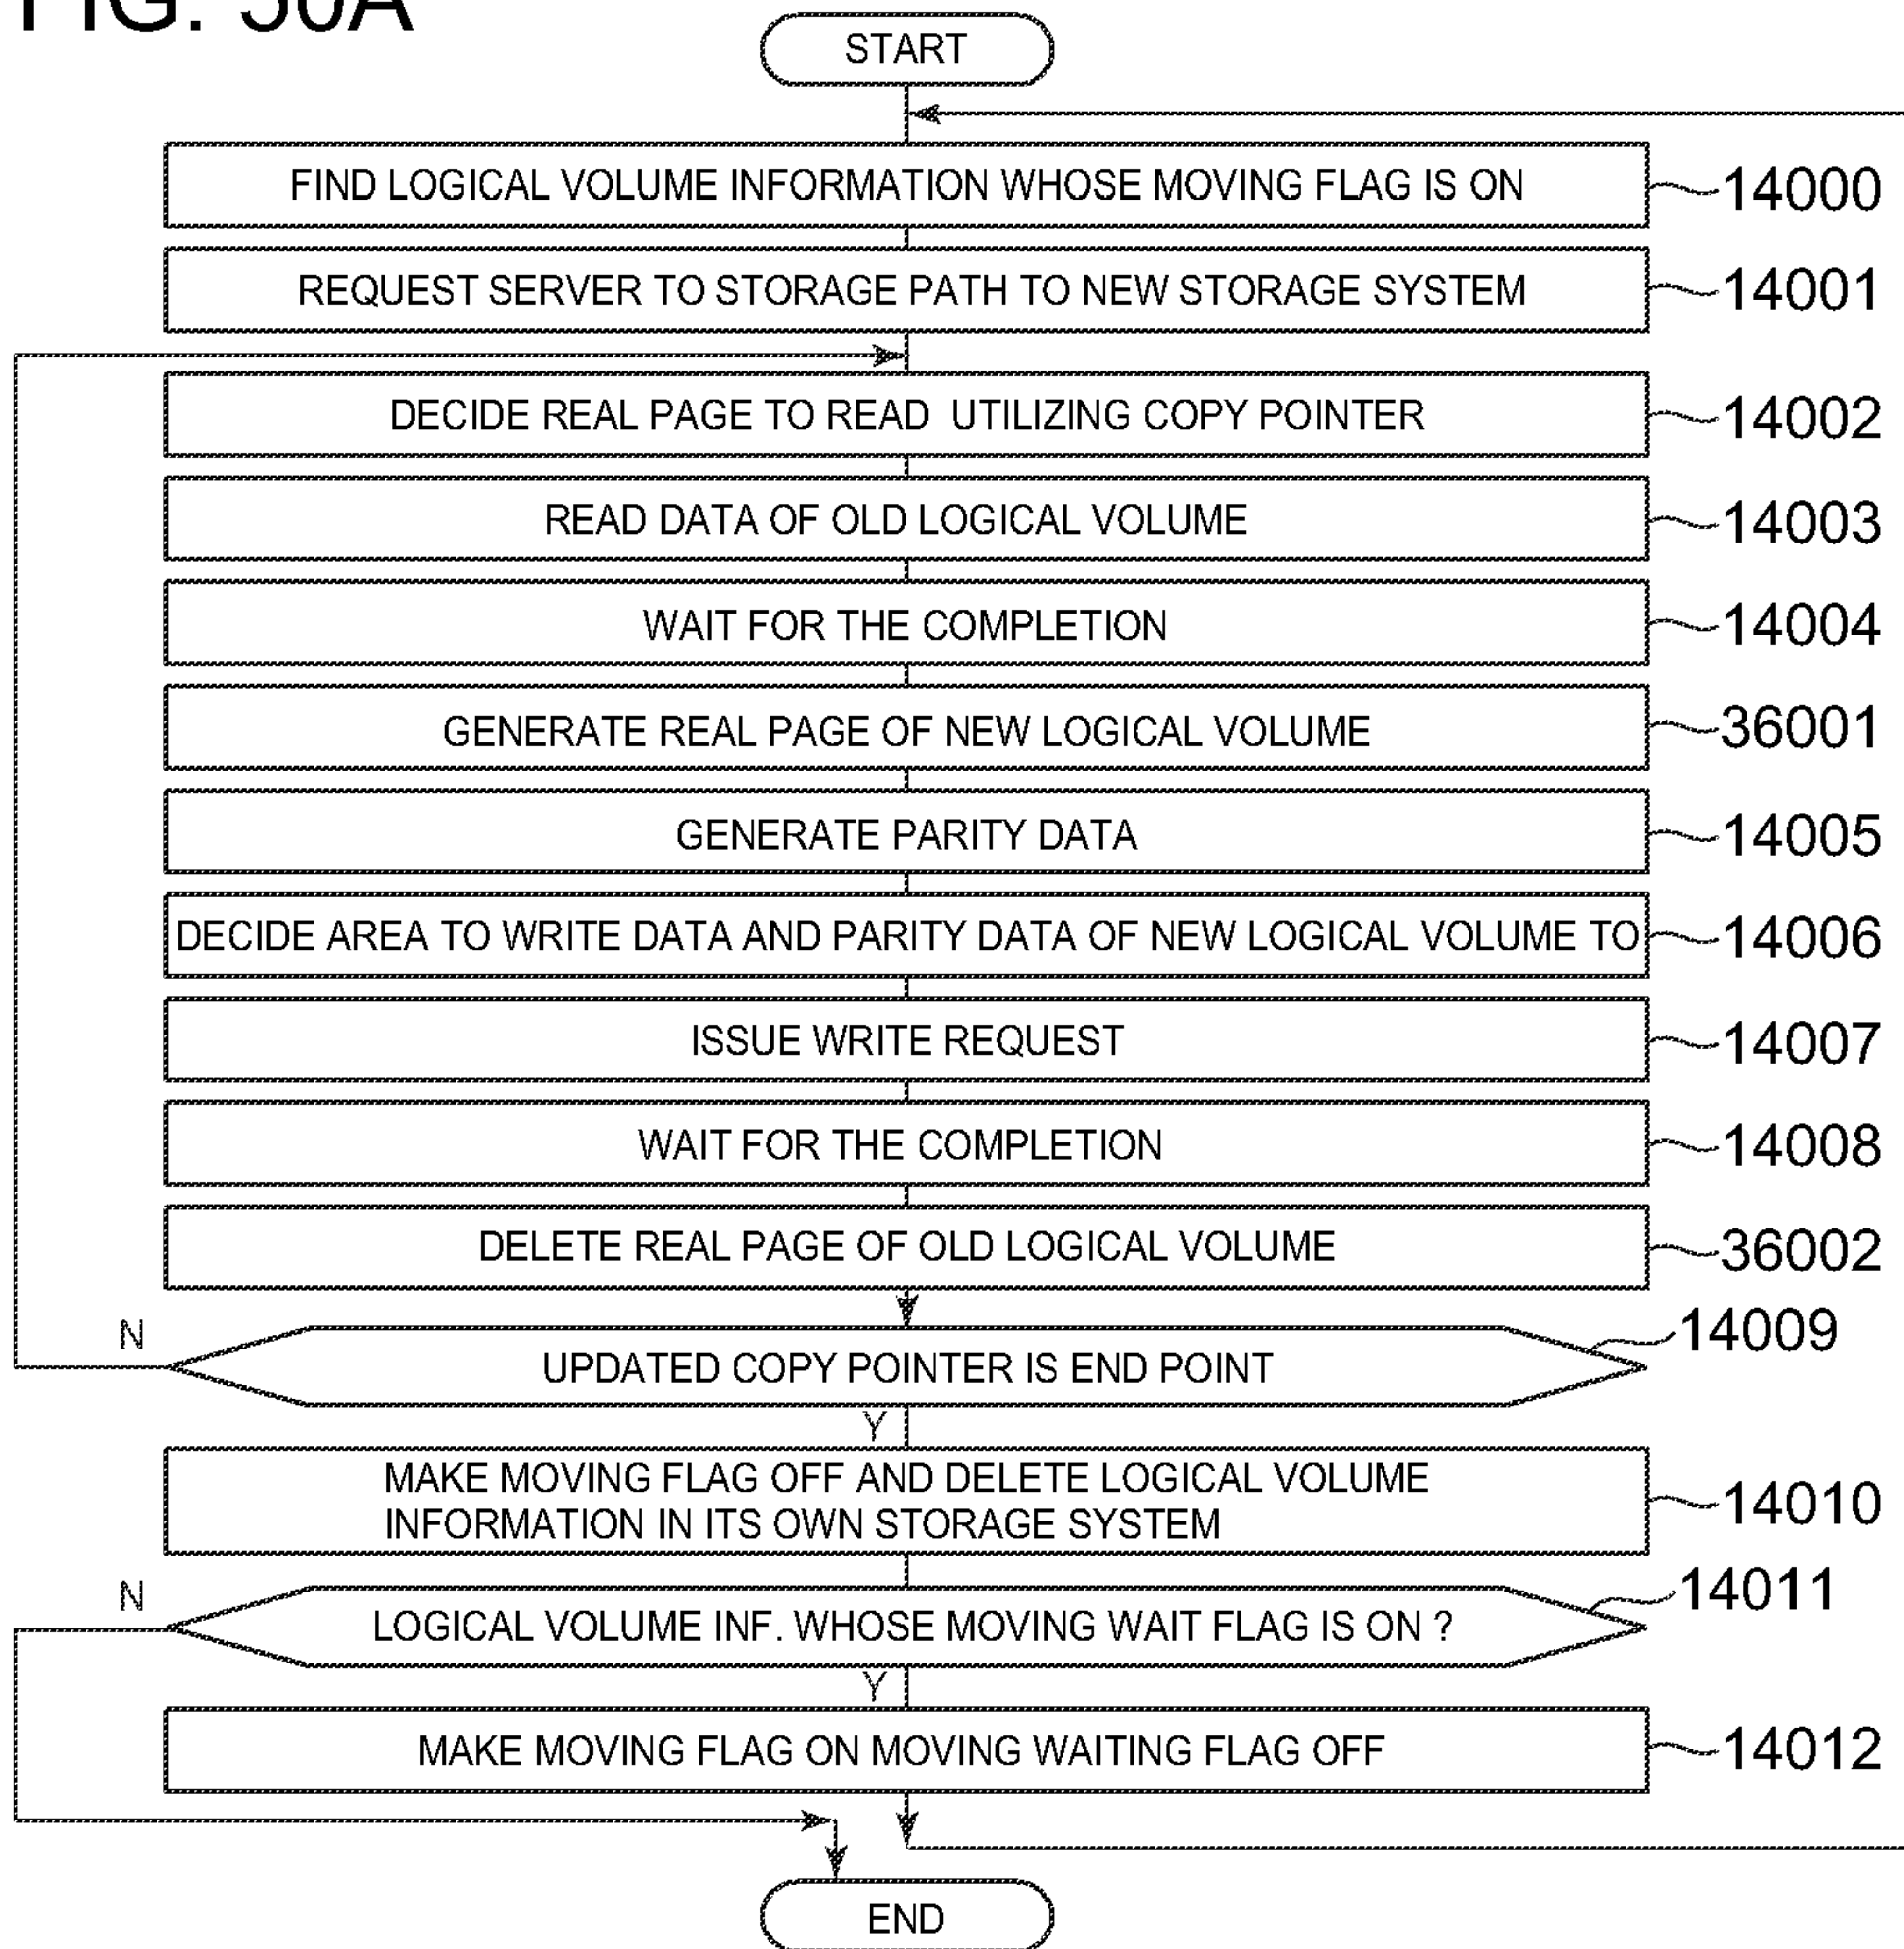 FIG.
START
FIND LOGICAL VOLUME INFORMATION WHOSE MOVING FLAG IS ON
14000
REQUEST SERVER TO STORAGE PATH TO NEW STORAGE SYSTEM
14001
DECIDE REAL PAGE TO READ UTILIZING COPY POINTER
14002
READ DATA OF OLD LOGICAL VOLUME
14003
WAIT FOR THE COMPLETION
14004
GENERATE REAL PAGE OF NEW LOGICAL VOLUME
36001
GENERATE PARITY DATA
14005
DECIDE AREA TO WRITE DATA AND PARITY DATA OF NEW LOGICAL VOLUME TO
14006
ISSUE WRITE REQUEST
14007
WAIT FOR THE COMPLETION
14008
DELETE REAL PAGE OF OLD LOGICAL VOLUME
36002
N
UPDATED COPY POINTER IS END POINT
14009
Y
MAKE MOVING FLAG OFF AND DELETE LOGICAL VOLUME
INFORMATION IN ITS OWN STORAGE SYSTEM
14010
N
LOGICAL VOLUME INF. WHOSE MOVING WAIT FLAG IS ON ?
14011
Y
MAKE MOVING FLAG ON MOVING WAITING FLAG OFF
14012
END